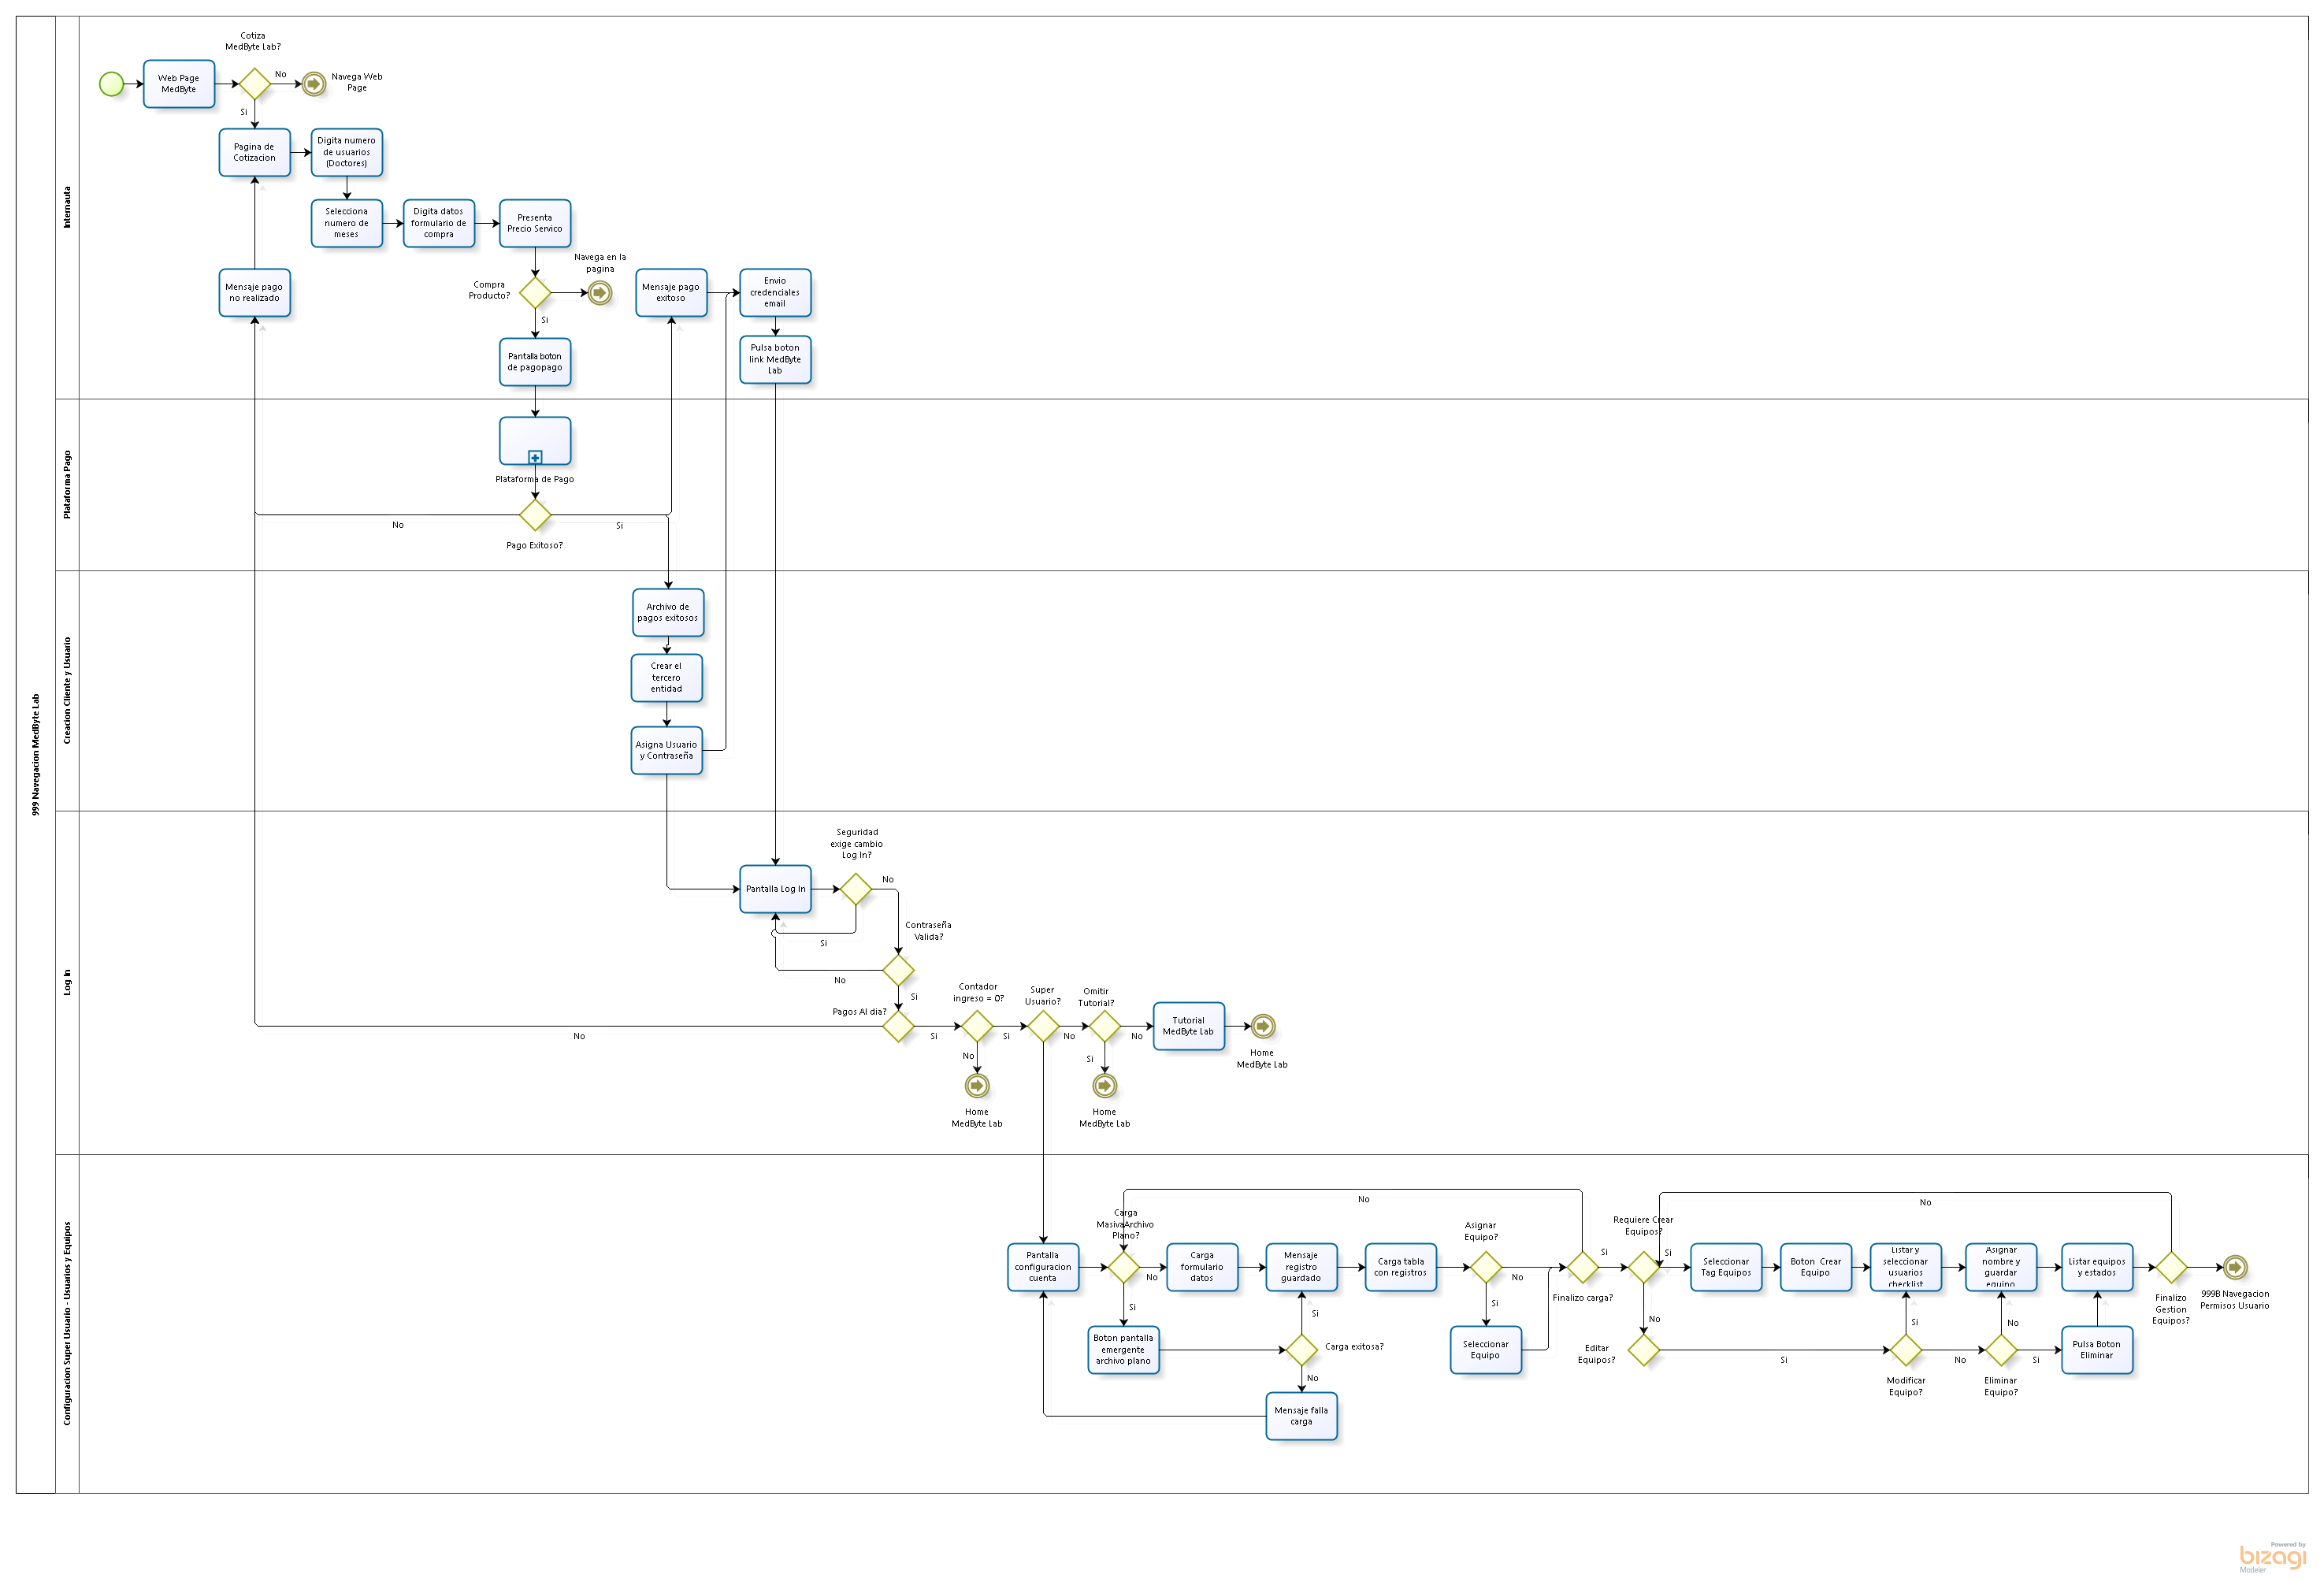 999 Navegacion MedByte Lab
Internauta
Cotiza
MedByte Lab?
Web Page
MedByte
No
Navega Web
Page
Si
Pagina de
Cotizacion
Digita numero
de usuarios
(Doctores)
Selecciona
numero de
meses
Digita datos
formulario de
compra
Presenta
Precio Servico
Mensaje pago
no realizado
Compra
Producto?
Navega en la
pagina
Si
Mensaje pago
exitoso
Envio
credenciales
email
Pantalla boton
de pagopago
Pulsa boton
link MedByte
Lab
Plataforma Pago
Plataforma de Pago
No
Si
Pago Exitoso?
Creacion Cliente y Usuario
Archivo de
pagos exitosos
Crear el
tercero
entidad
Asigna Usuario
y Contraseña
Log In
Seguridad
exige cambio
Log In?
Pantalla Log In
No
Si
Contraseña
Valida?
No
Si
Pagos Al dia?
No
Si
Contador
ingreso = 0?
Si
No
Home
MedByte Lab
Super
Usuario?
No
Omitir
Tutorial?
No
Si
Home
MedByte Lab
Tutorial
MedByte Lab
Home
MedByte Lab
Configuracion Super Usuario - Usuarios y Equipos
Pantalla
configuracion
cuenta
Carga
MasivaArchivo
Plano?
No
No
Si
Carga
formulario
datos
Mensaje
registro
guardado
Carga tabla
con registros
Asignar
Equipo?
No
Si
Boton pantalla
emergente
archivo plano
Si
Carga exitosa?
No
Mensaje falla
carga
Seleccionar
Equipo
Finalizo carga?
Si
Requiere Crear
Equipos?
Si
No
No
Seleccionar
Tag Equipos
Boton Crear
Equipo
Listar y
seleccionar
usuarios
checklist
Asignar
nombre y
guardar
equipo
Listar equipos
y estados
Editar
Equipos?
Si
Si
Modificar
Equipo?
No
No
Eliminar
Equipo?
Si
Pulsa Boton
Eliminar
Finalizo
Gestion
Equipos?
999B Navegacion
Permisos Usuario
Powered by
bizagi
Modeler